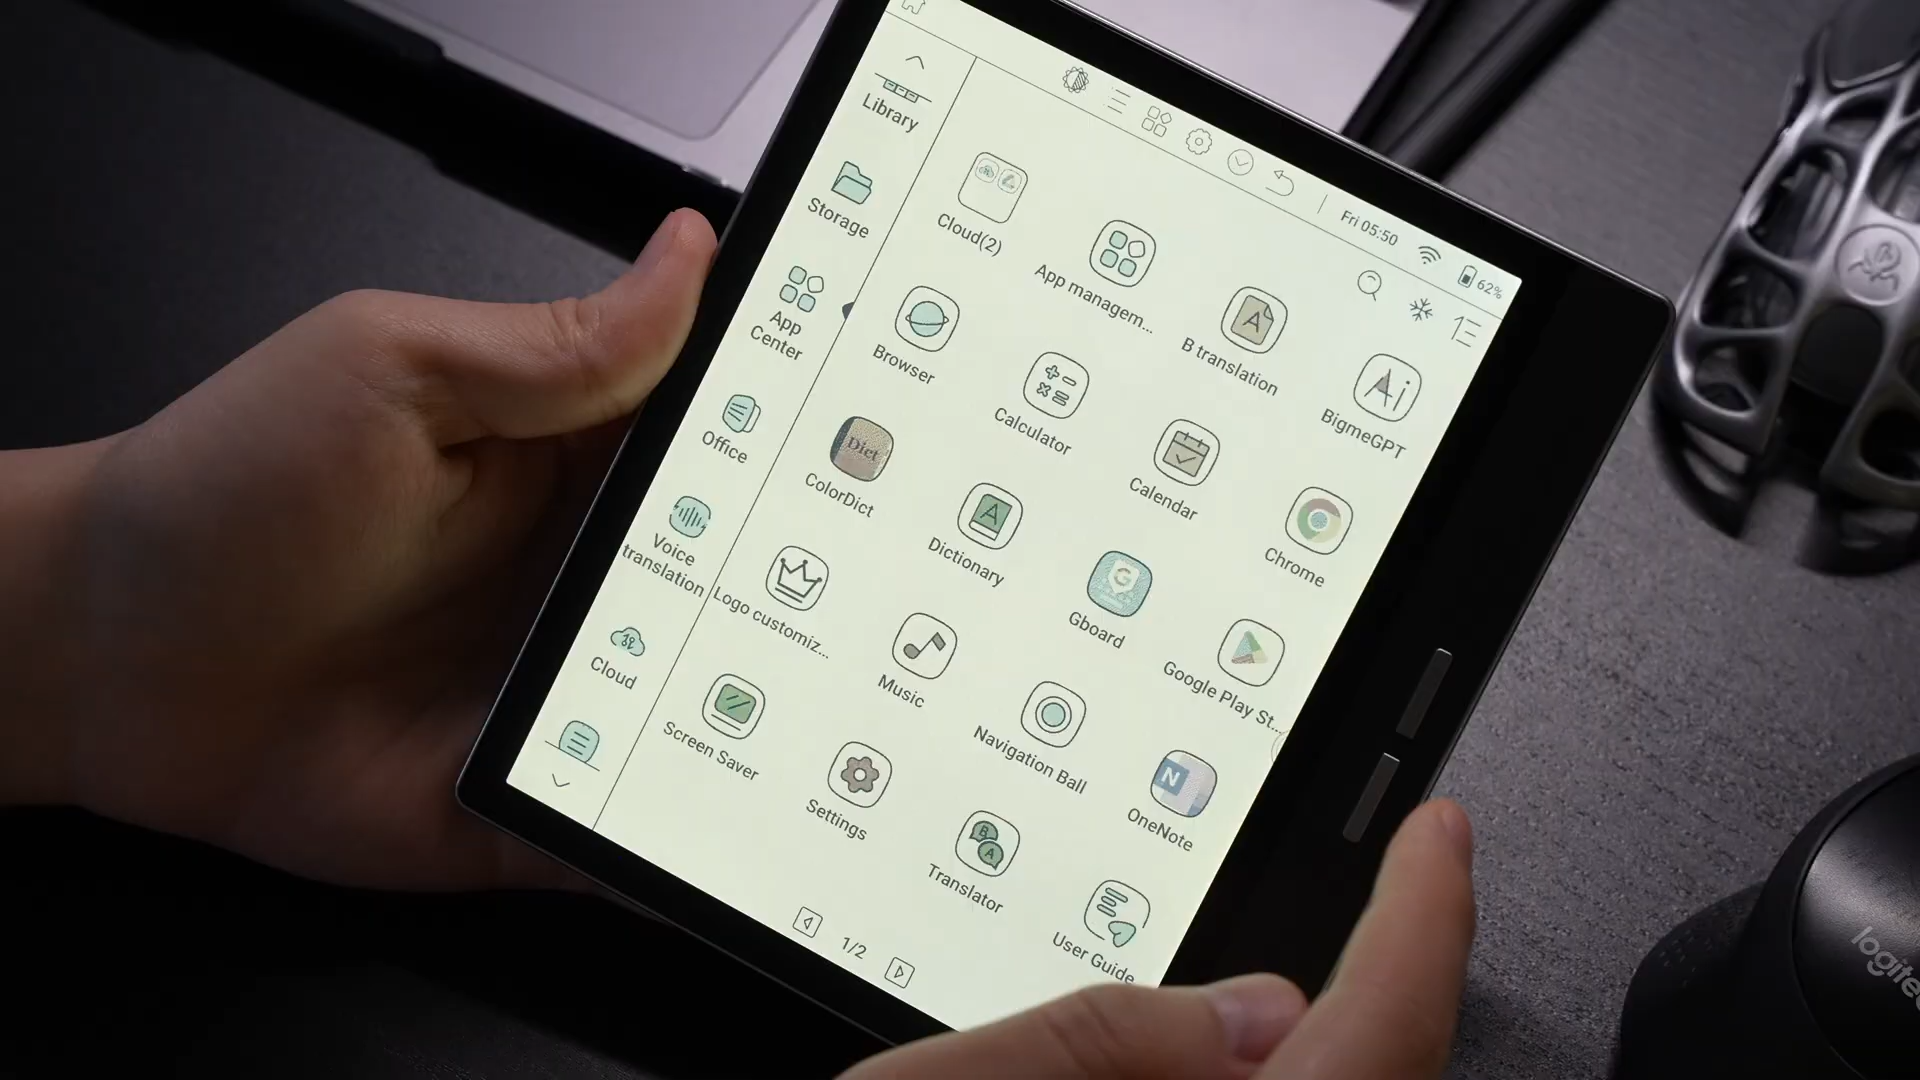 Fri 05:50
62%
Library
Storage
App
Center
Office
Voice
translation
Cloud
Cloud(2)
App managem...
B translation
Ai
BigmeGPT
Browser
Calculator
Calendar
Chrome
Dict
ColorDict
A
Dictionary
G
Gboard
Google Play St...
Logo customiz...
Music
Navigation Ball
N
OneNote
Screen Saver
Settings
B
A
Translator
User Guide
1/2